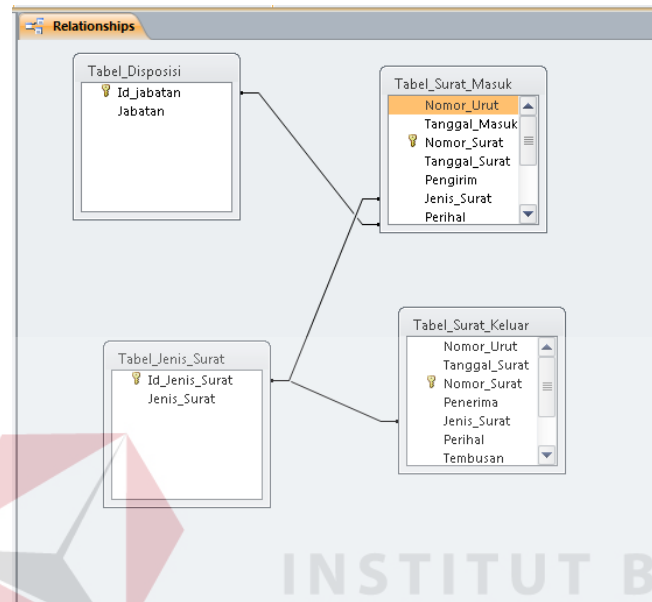 Relationships
Tabel_Disposisi
Id_jabatan
Jabatan
Tabel_Surat_Masuk
Nomor_Urut
Tanggal_Masuk
Nomor_Surat
Tanggal_Surat
Pengirim
Jenis_Surat
Perihal
Tabel_Jenis_Surat
Id_Jenis_Surat
Jenis_Surat
Tabel_Surat_Keluar
Nomor_Urut
Tanggal_Surat
Nomor_Surat
Penerima
Jenis_Surat
Perihal
Tembusan
INSTITUT B